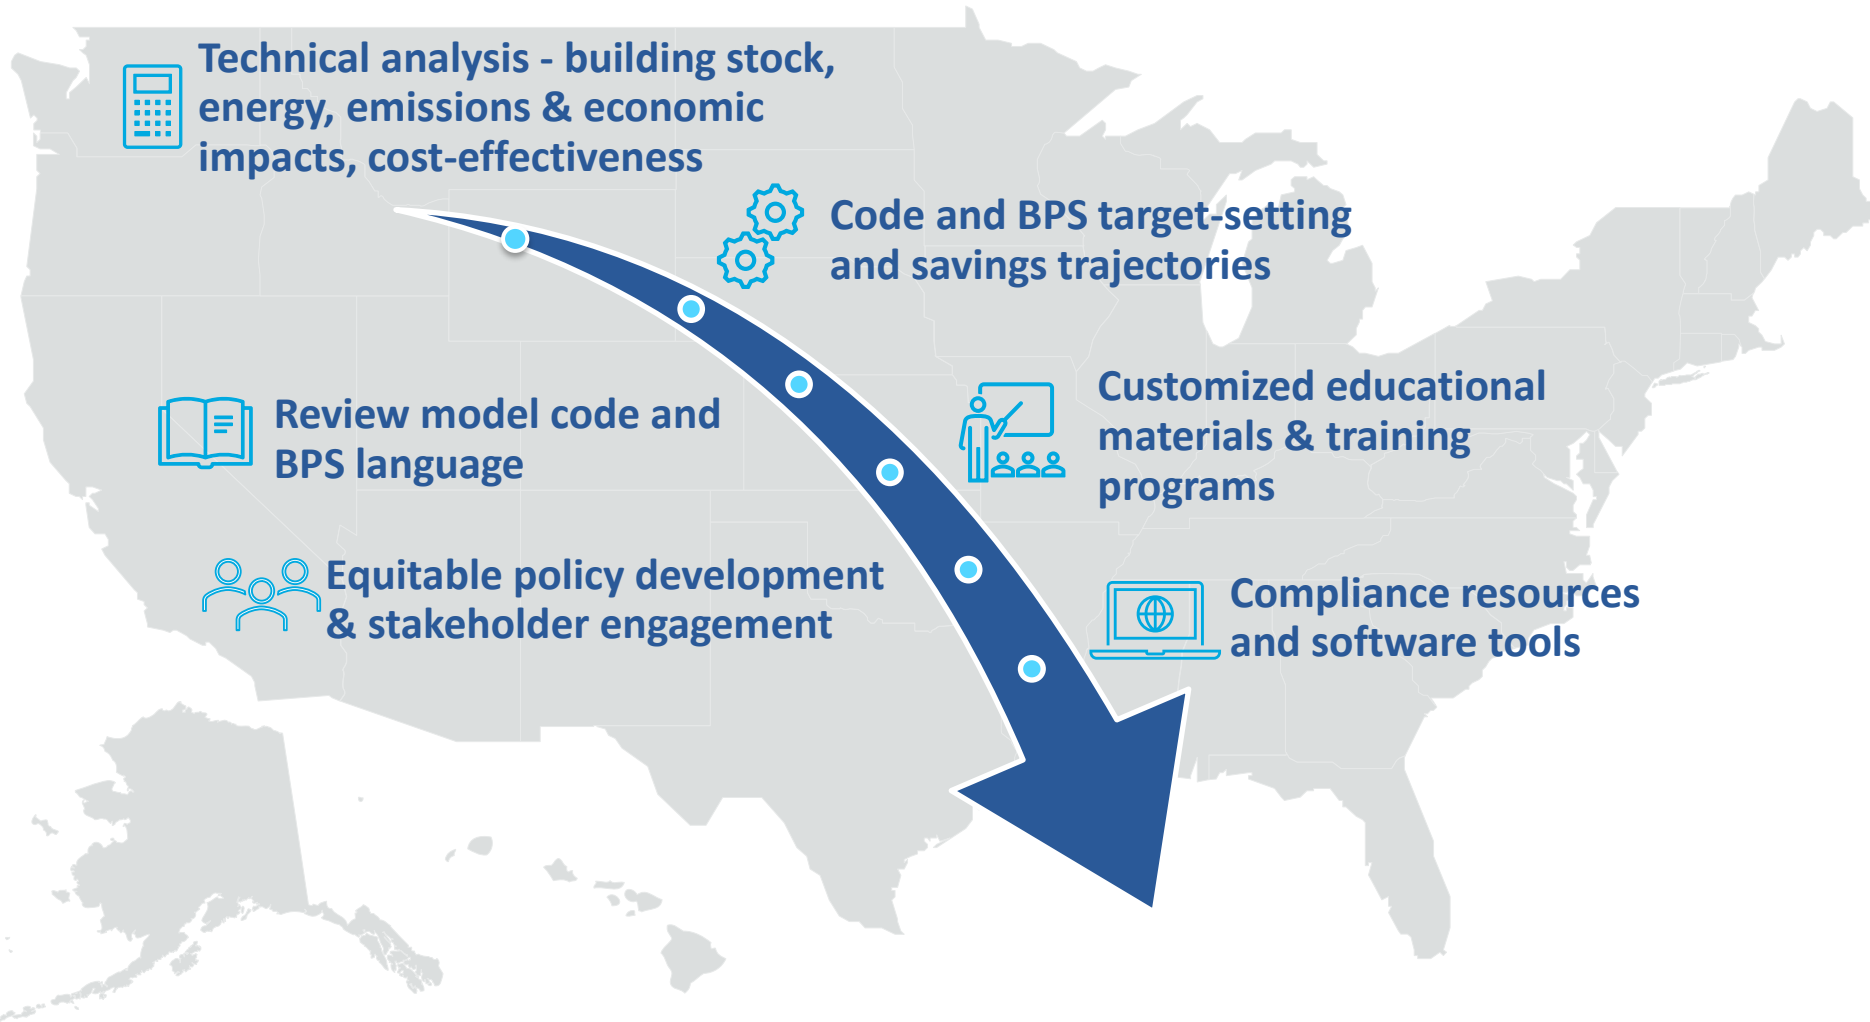 Technical analysis - building stock,
energy, emissions & economic
impacts, cost-effectiveness
Code and BPS target-setting
and savings trajectories
Review model code and
BPS language
Customized educational
materials & training
programs
Equitable policy development
& stakeholder engagement
Compliance resources
and software tools